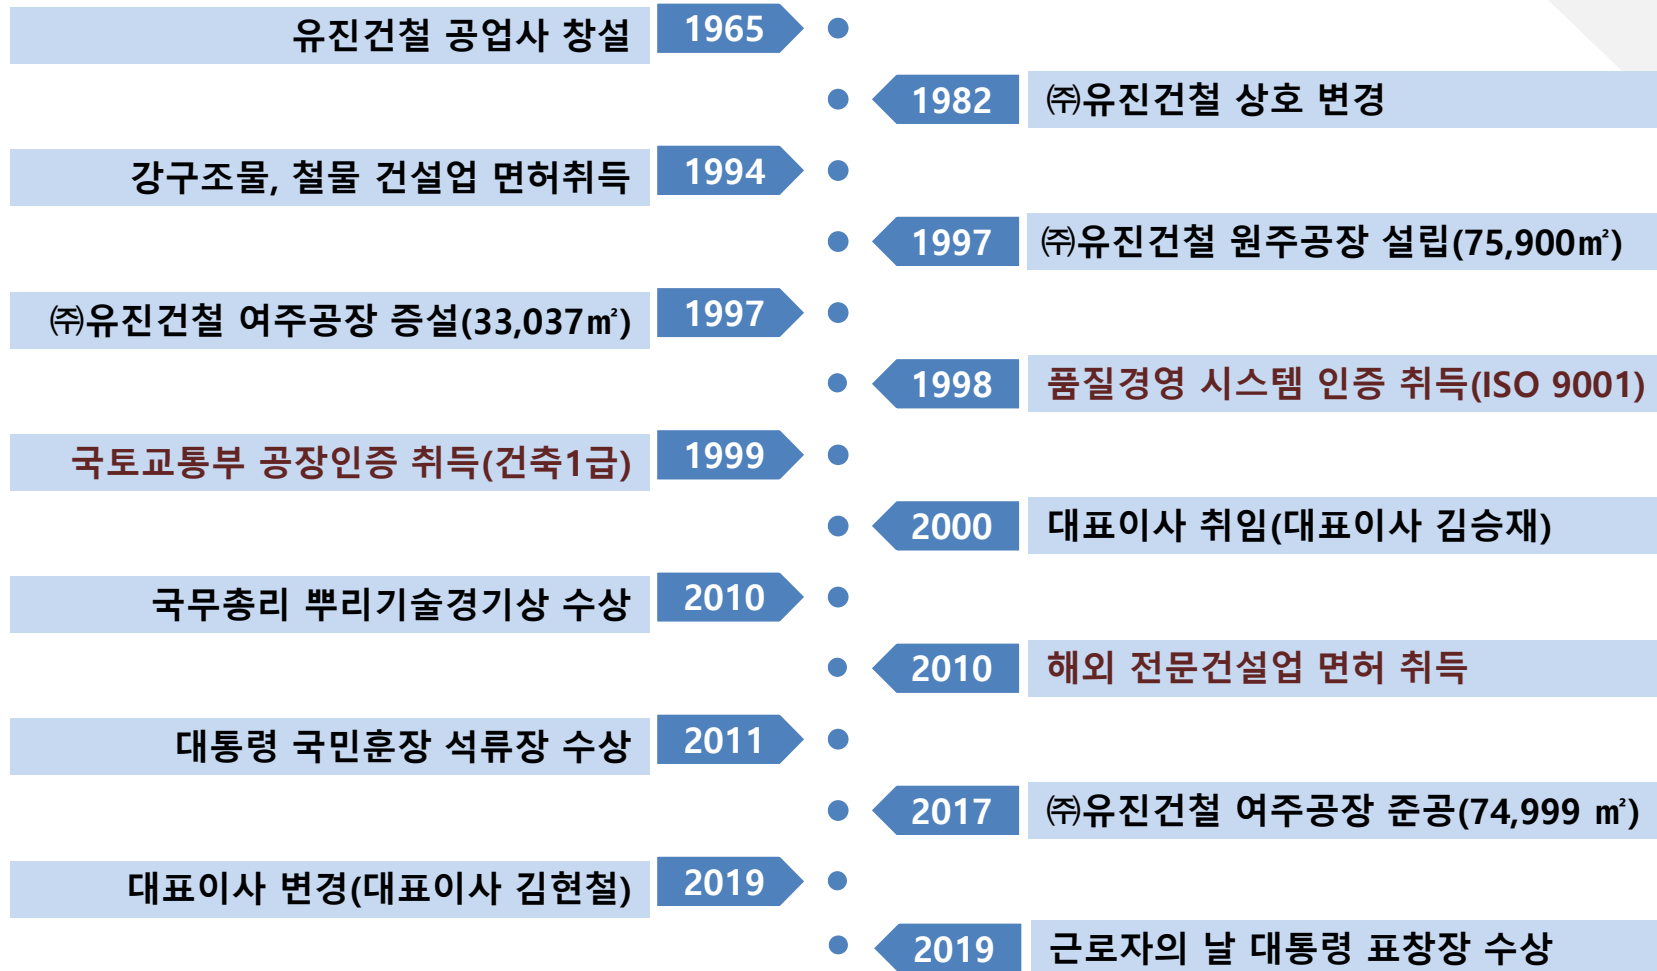 유진건철 공업사 창설 1965
1982 ㈜유진건철 상호 변경
강구조물, 철물 건설업 면허취득 1994
1997 ㈜유진건철 원주공장 설립(75,900㎡)
㈜유진건철 여주공장 증설(33,037㎡) 1997
1998 품질경영 시스템 인증 취득(ISO 9001)
국토교통부 공장인증 취득(건축1급) 1999
2000 대표이사 취임(대표이사 김승재)
국무총리 뿌리기술경기상 수상 2010
2010 해외 전문건설업 면허 취득
대통령 국민훈장 석류장 수상 2011
2017 ㈜유진건철 여주공장 준공(74,999 ㎡)
대표이사 변경(대표이사 김현철) 2019
2019 근로자의 날 대통령 표창장 수상